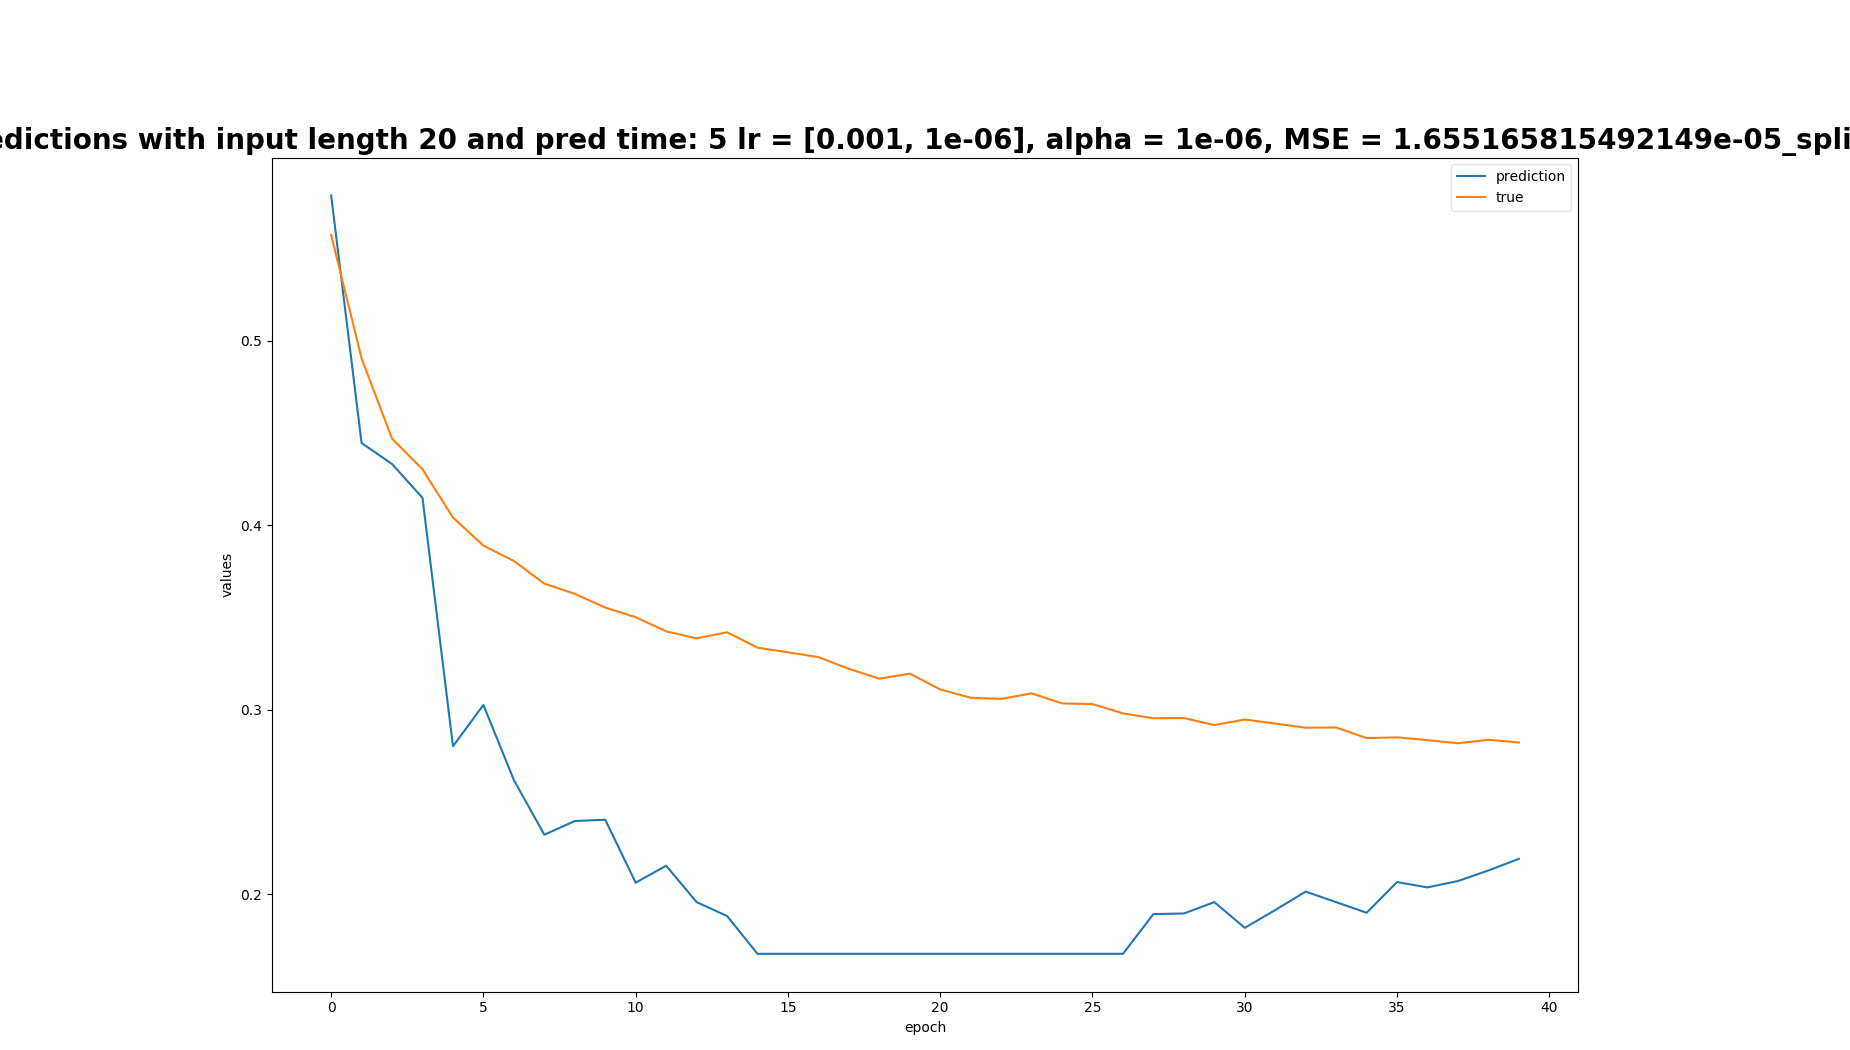 edictions with input length 20 and pred time: 5 lr = [0.001, 1e-06], alpha = 1e-06, MSE = 1.655165815492149e-05_spli
prediction
true
0.5
0.4
0.3
0.2
values
0 5 10 15 20 25 30 35 40
epoch